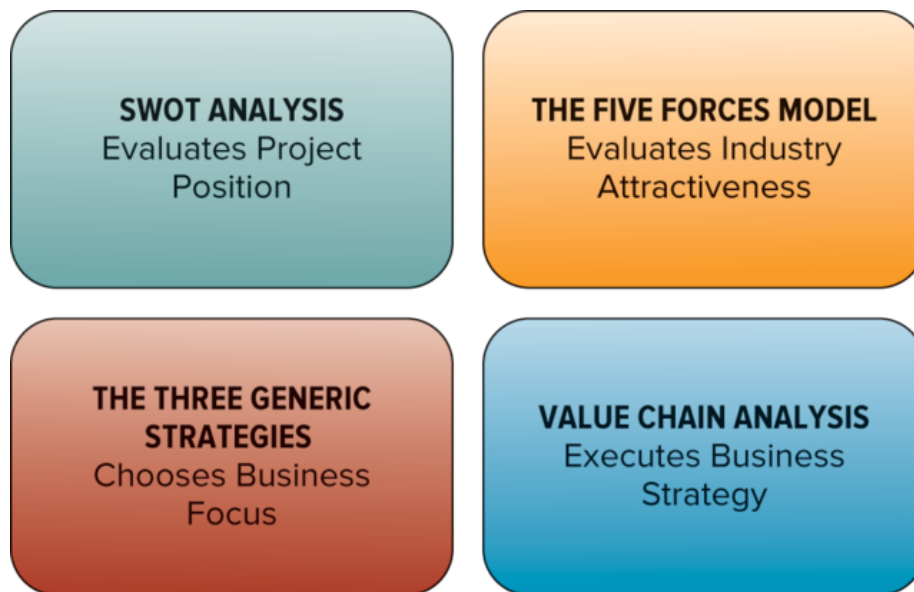 SWOT ANALYSIS
Evaluates Project
Position
THE FIVE FORCES MODEL
Evaluates Industry
Attractiveness
THE THREE GENERIC
STRATEGIES
Chooses Business
Focus
VALUE CHAIN ANALYSIS
Executes Business
Strategy